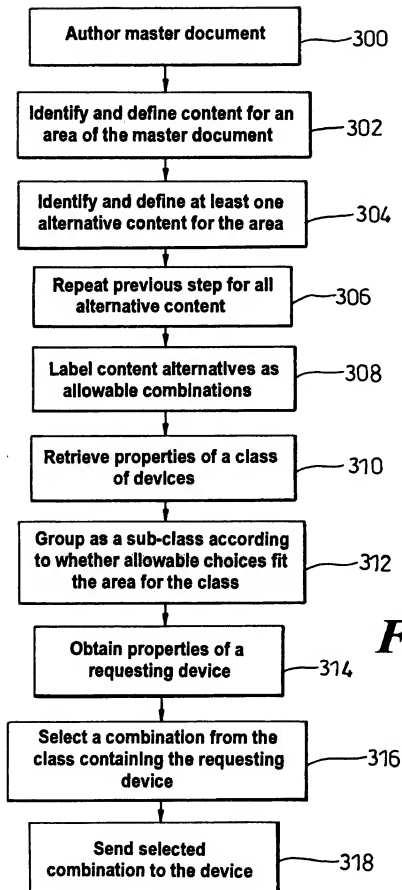 Author master document
300
Identify and define content for an
area of the master document
302
Identify and define at least one
alternative content for the area
304
Repeat previous step for all
alternative content
306
Label content alternatives as
allowable combinations
308
Retrieve properties of a class
of devices
310
Group as a sub-class according
to whether allowable choices fit
the area for the class
312
F
Obtain properties of a
requesting device
314
Select a combination from the
class containing the requesting
device
316
Send selected
combination to the device
318